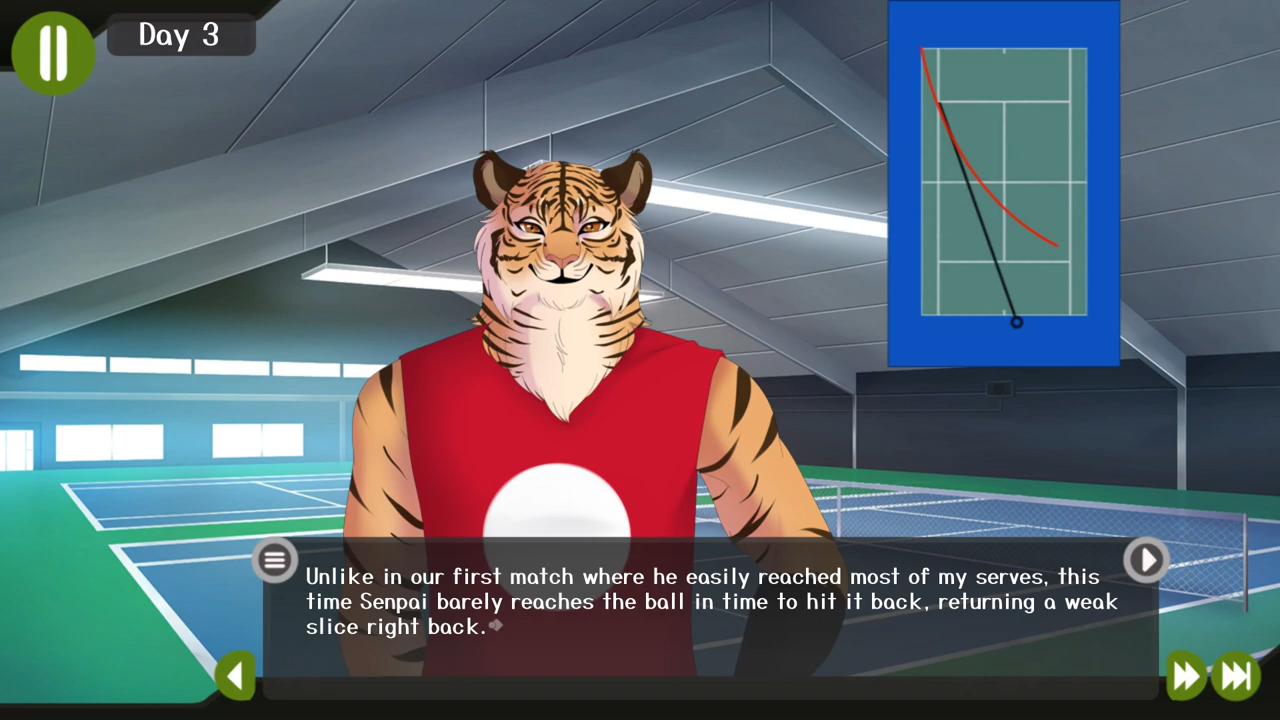 Day 3
Unlike in our first match where he easily reached most of my serves, this
time Senpai barely reaches the ball in time to hit it back, returning a weak
slice right back.